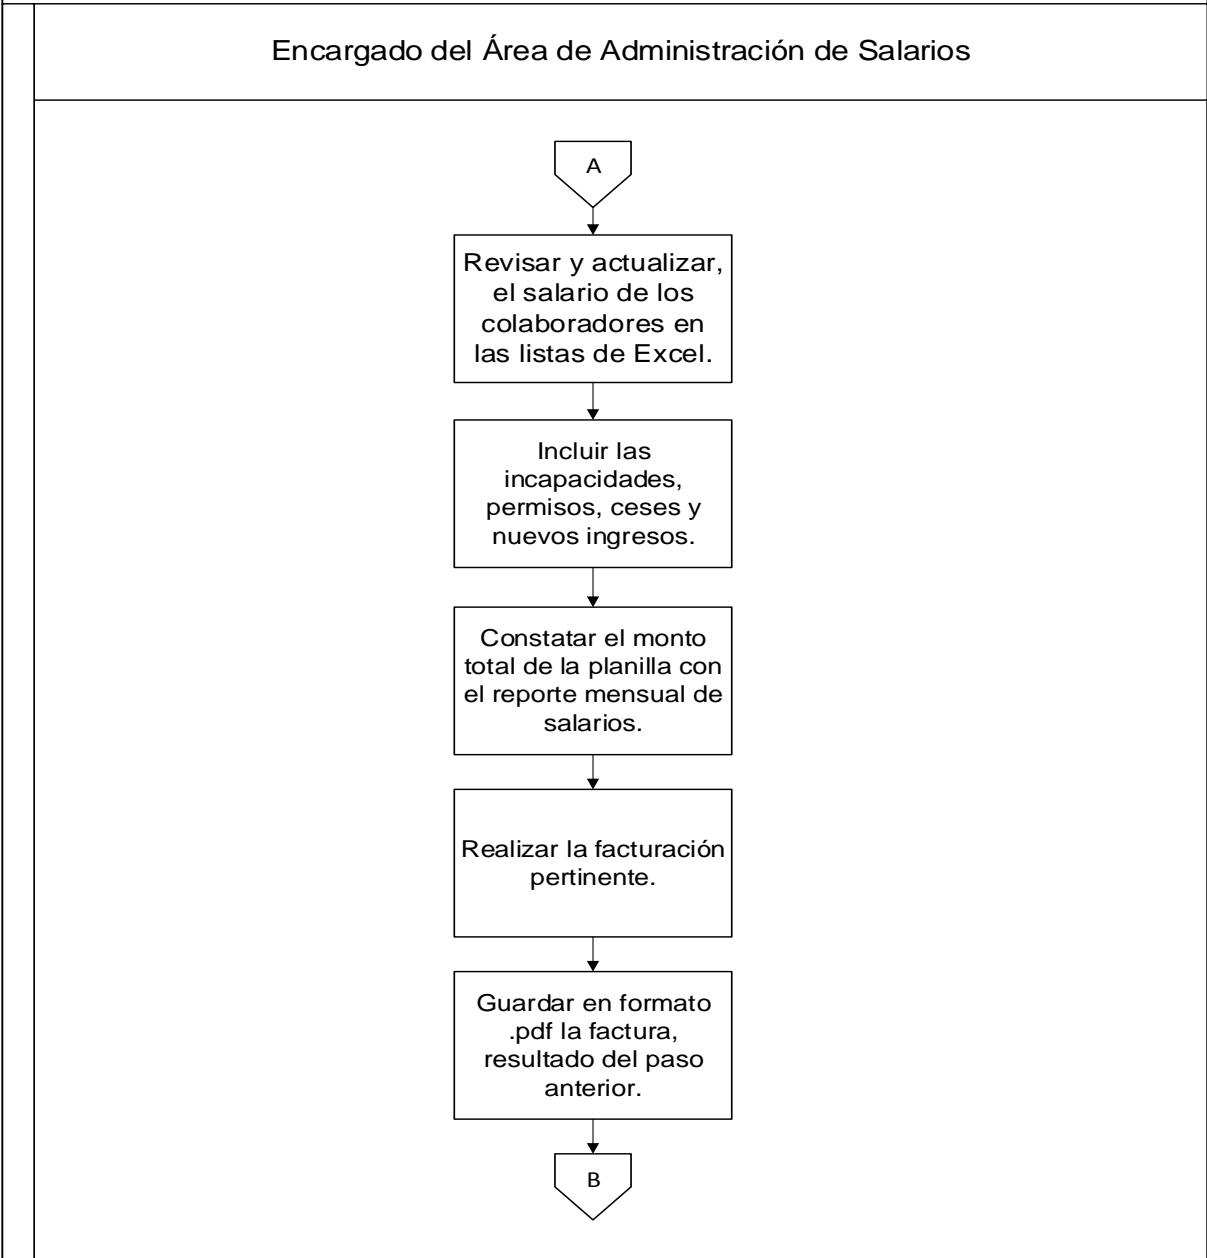 Encargado del Área de Administración de Salarios
A
Revisar y actualizar,
el salario de los
colaboradores en
las listas de Excel.
Incluir las
incapacidades,
permisos, ceses y
nuevos ingresos.
Constatar el monto
total de la planilla con
el reporte mensual de
salarios.
Realizar la facturación
pertinente.
Guardar en formato
.pdf la factura,
resultado del paso
anterior.
B